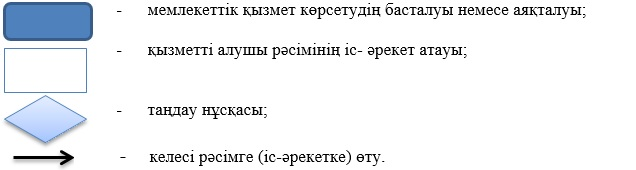 - мемлекеттік қызмет көрсетудің басталуы немесе аяқталуы;
- қызметті алушы рәсімінің іс- әрекет атауы;
- таңдау нұсқасы;
- келесі рәсімге (іс-әрекетке) өту.